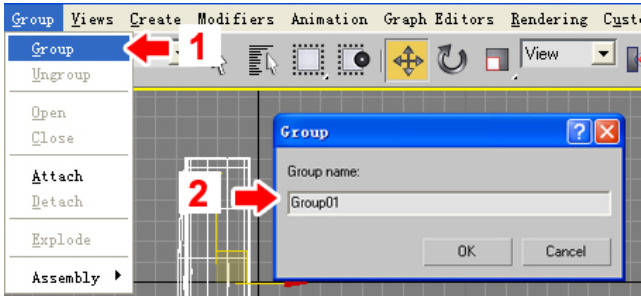 Group Views Create Modifiers Animation Graph Editors Rendering Cust
Group
1
View
Ungroup
Open
Close
Attach
Detach
Explode
Assembly
Group
Group name:
2
Group01
OK Cancel